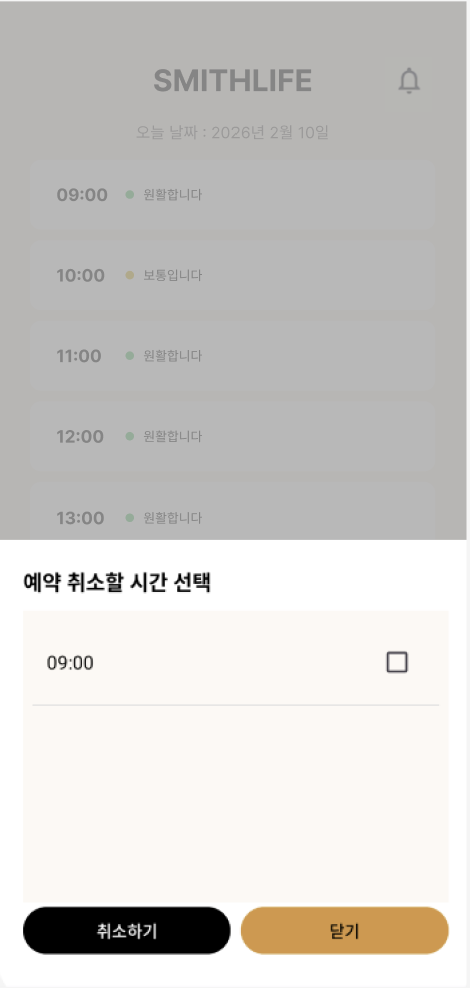 SMITHLIFE
오늘 날짜 : 2026년 2월 10일
09:00 원활합니다
10:00 보통입니다
11:00 원활합니다
12:00 원활합니다
13:00 원활합니다
예약 취소할 시간 선택
09:00
취소하기 닫기